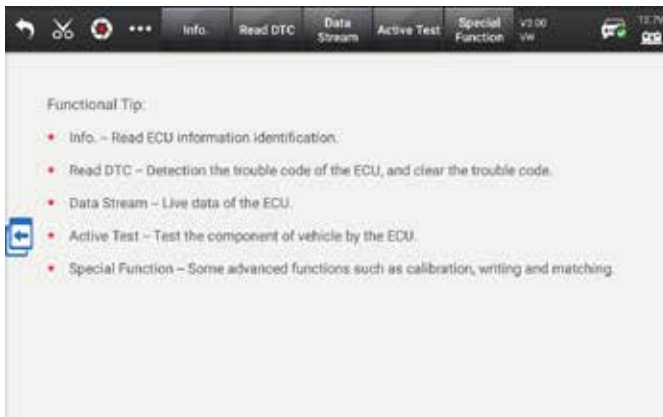 Info.
Read DTC
Data
Stream
Active Test
Special
Function
V3.00
VW
Functional Tip:
Info. – Read ECU information identification.
Read DTC – Detection the trouble code of the ECU, and clear the trouble code.
Data Stream – Live data of the ECU.
Active Test – Test the component of vehicle by the ECU.
Special Function – Some advanced functions such as calibration, writing and matching.